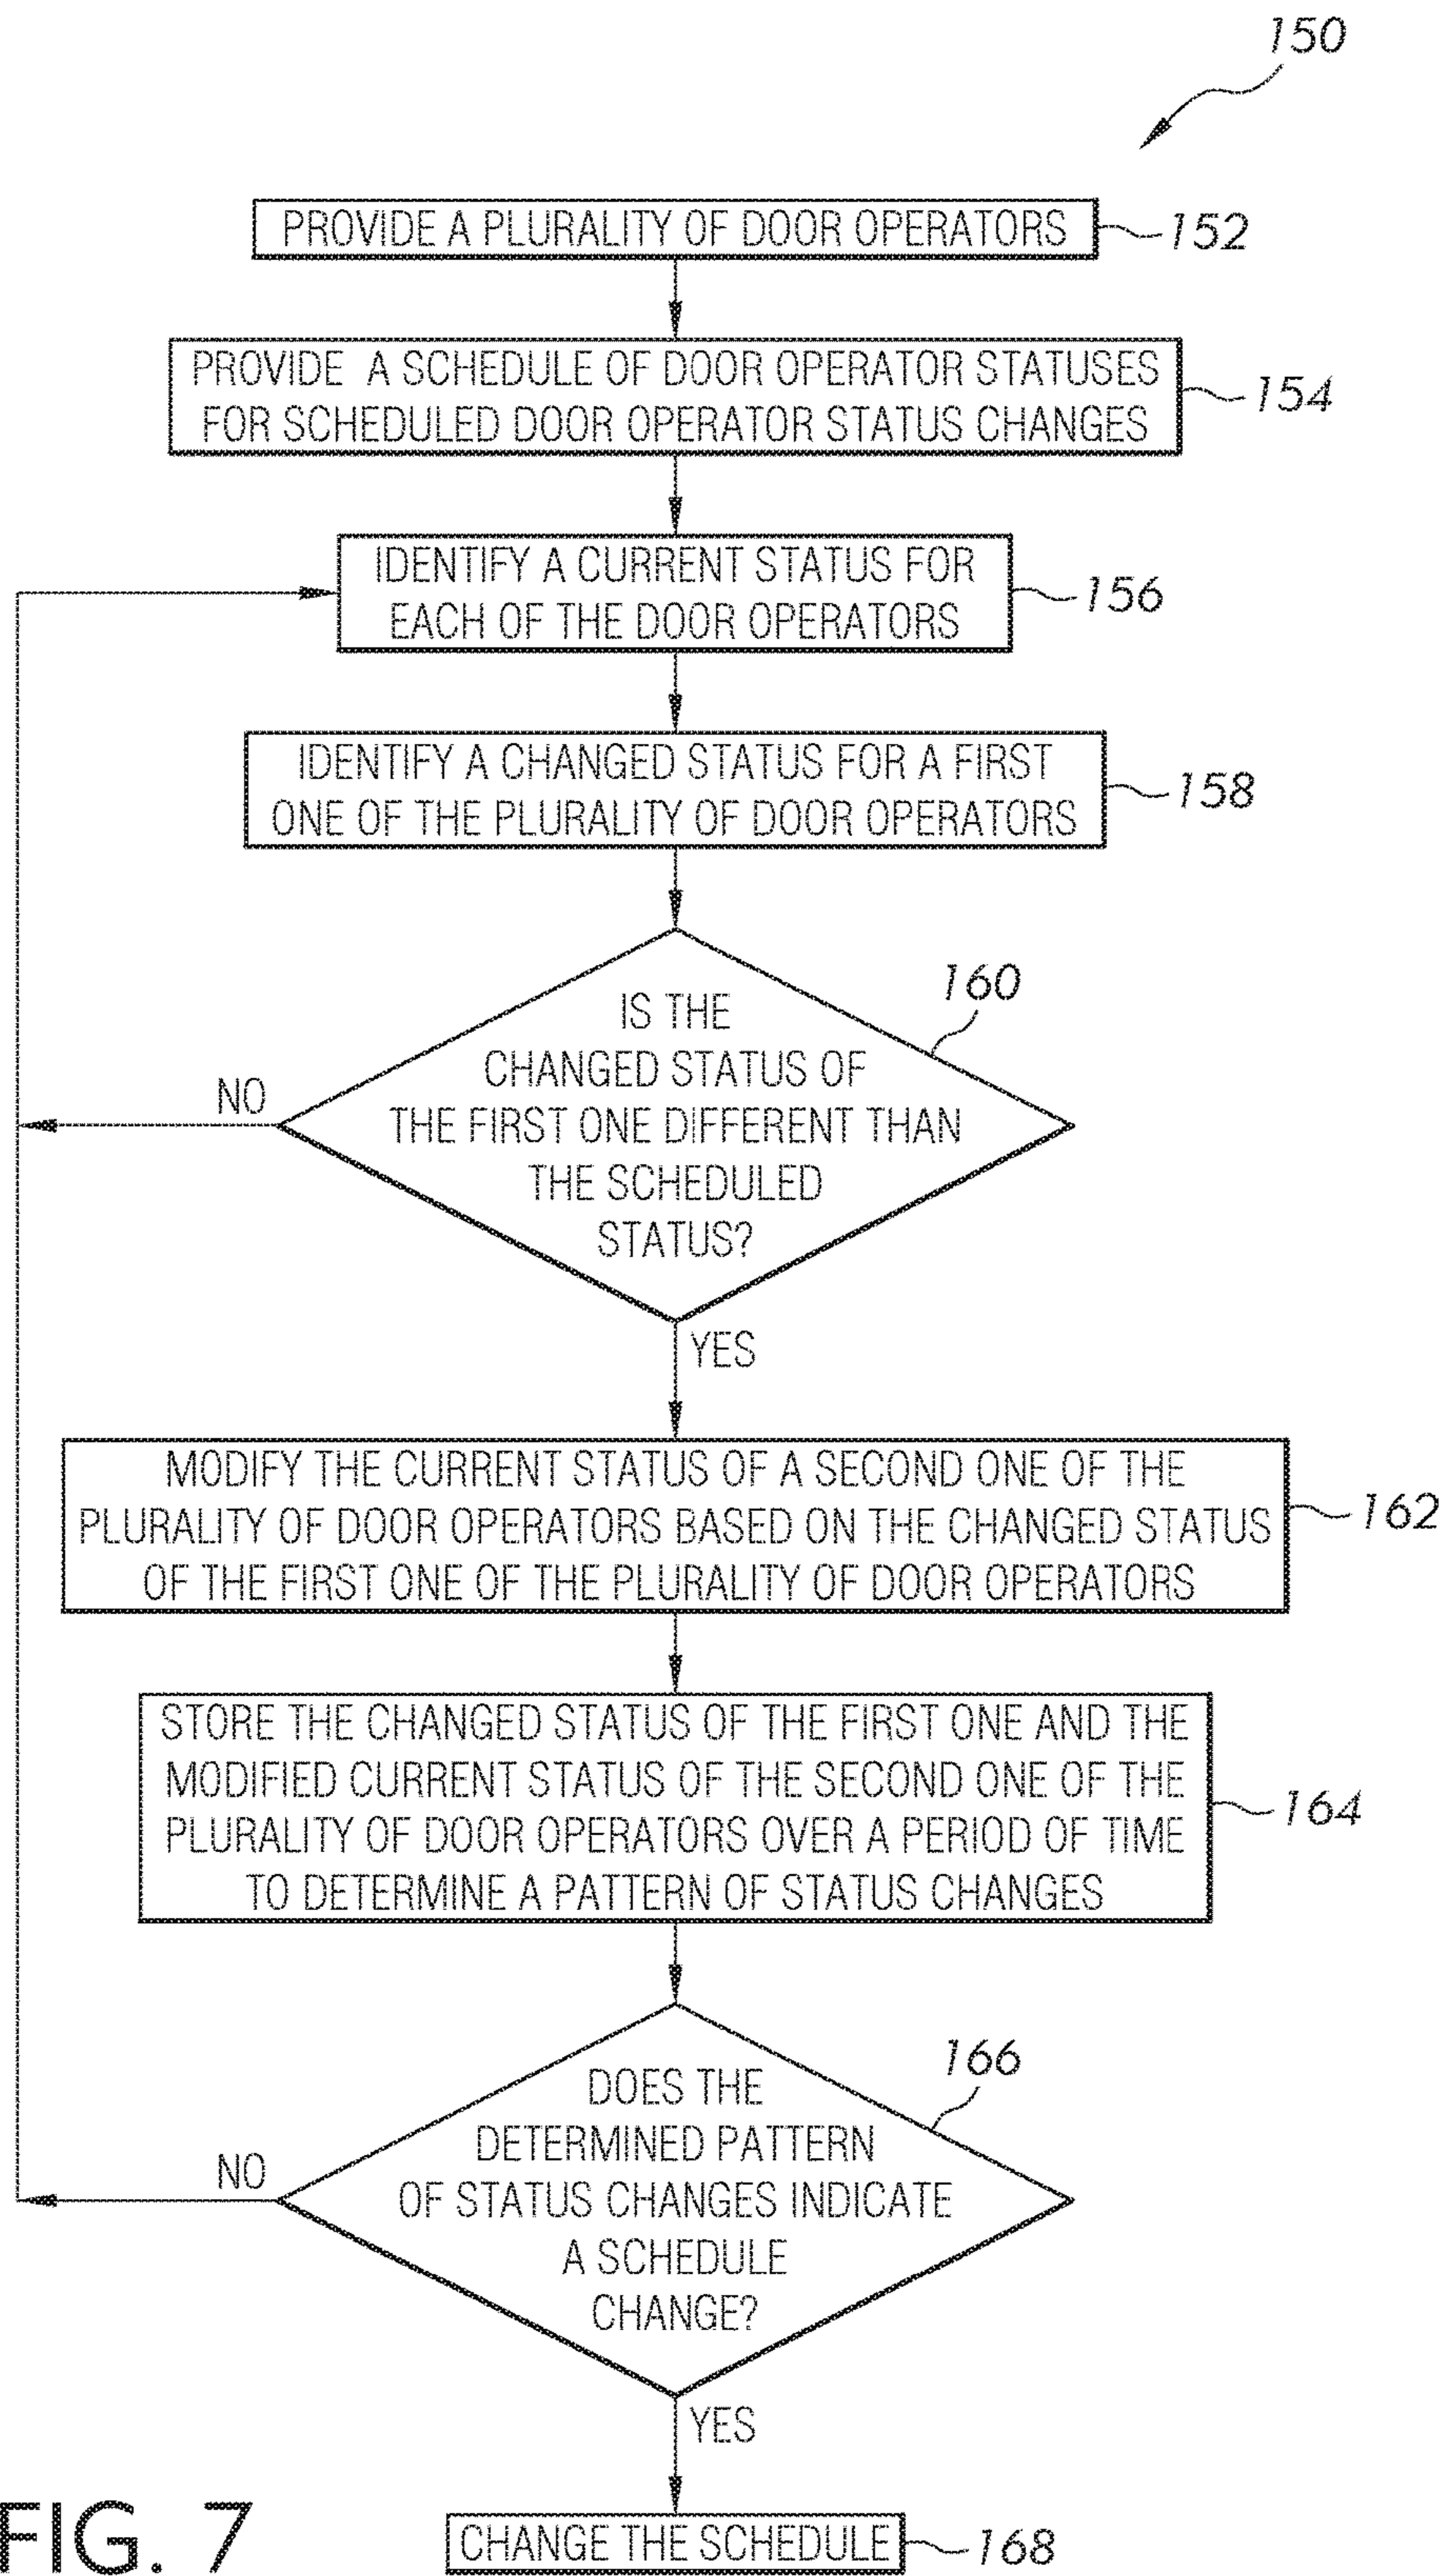 150
PROVIDE A PLURALITY OF DOOR OPERATORS
152
PROVIDE A SCHEDULE OF DOOR OPERATOR STATUSES
FOR SCHEDULED DOOR OPERATOR STATUS CHANGES
154
IDENTIFY A CURRENT STATUS FOR
EACH OF THE DOOR OPERATORS
156
IDENTIFY A CHANGED STATUS FOR A FIRST
ONE OF THE PLURALITY OF DOOR OPERATORS
158
160
IS THE
CHANGED STATUS OF
THE FIRST ONE DIFFERENT THAN
THE SCHEDULED
STATUS?
NO
YES
MODIFY THE CURRENT STATUS OF A SECOND ONE OF THE
PLURALITY OF DOOR OPERATORS BASED ON THE CHANGED STATUS
OF THE FIRST ONE OF THE PLURALITY OF DOOR OPERATORS
162
STORE THE CHANGED STATUS OF THE FIRST ONE AND THE
MODIFIED CURRENT STATUS OF THE SECOND ONE OF THE
PLURALITY OF DOOR OPERATORS OVER A PERIOD OF TIME
TO DETERMINE A PATTERN OF STATUS CHANGES
164
166
DOES THE
DETERMINED PATTERN
OF STATUS CHANGES INDICATE
A SCHEDULE
CHANGE?
NO
YES
CHANGE THE SCHEDULE
168
FIG. 7